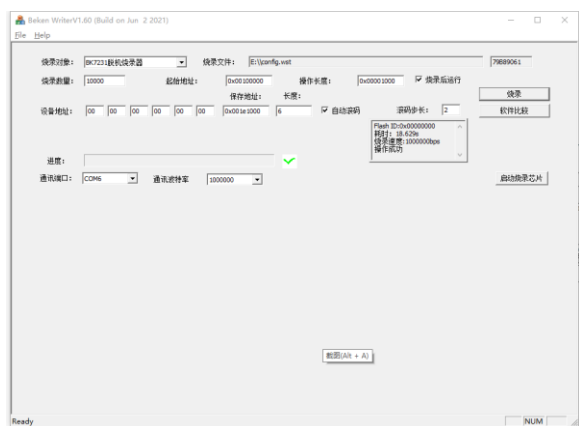 Beken WriterV1.60 (Build on Jun 2 2021)
File Help
烧录对象: BK7231脱机烧录器 烧录文件: E:\\config.wst 79B89061
烧录数量: 10000 起始地址: 0x00100000 操作长度: 0x00001000 烧录后运行
烧录
保存地址: 长度:
设备地址: 00 00 00 00 00 00 0x001e1000 6 自动滚码 滚码步长: 2 软件比较
Flash ID:0x00000000
耗时: 18.629s
烧录速度:1000000bps
操作成功
进度:
通讯端口: COM6 通讯波特率 1000000 启动烧录芯片
截图(Alt + A)
Ready NUM